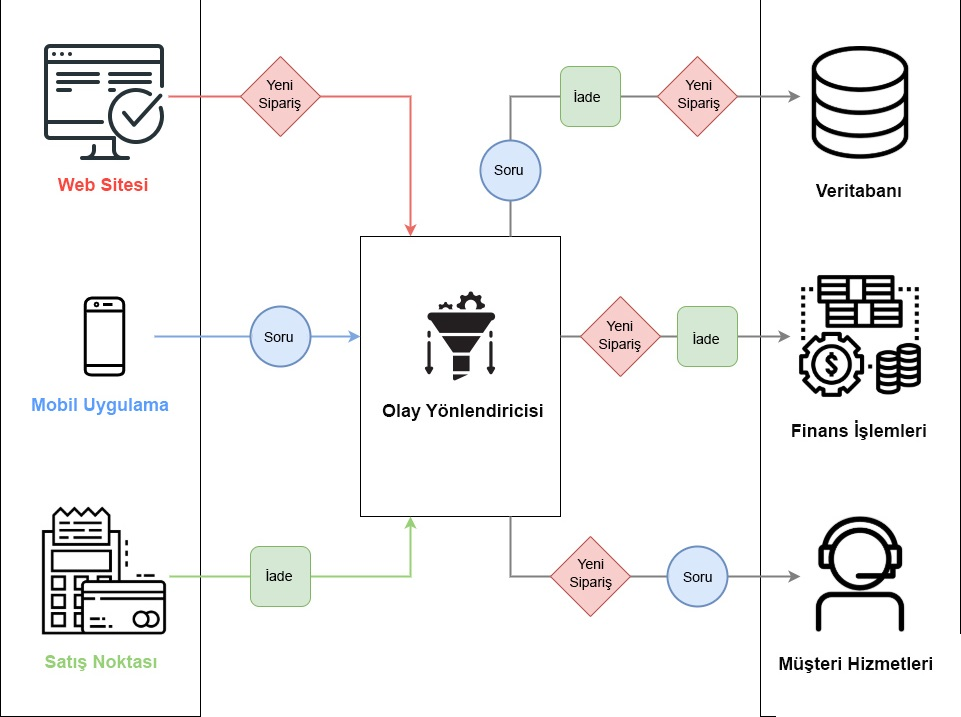 Yeni
Sipariş
Web Sitesi
Soru
Mobil Uygulama
İade
Satış Noktası
Olay Yönlendiricisi
Soru
İade
Yeni
Sipariş
Veritabanı
Yeni
Sipariş
İade
Finans İşlemleri
Yeni
Sipariş
Soru
Müşteri Hizmetleri